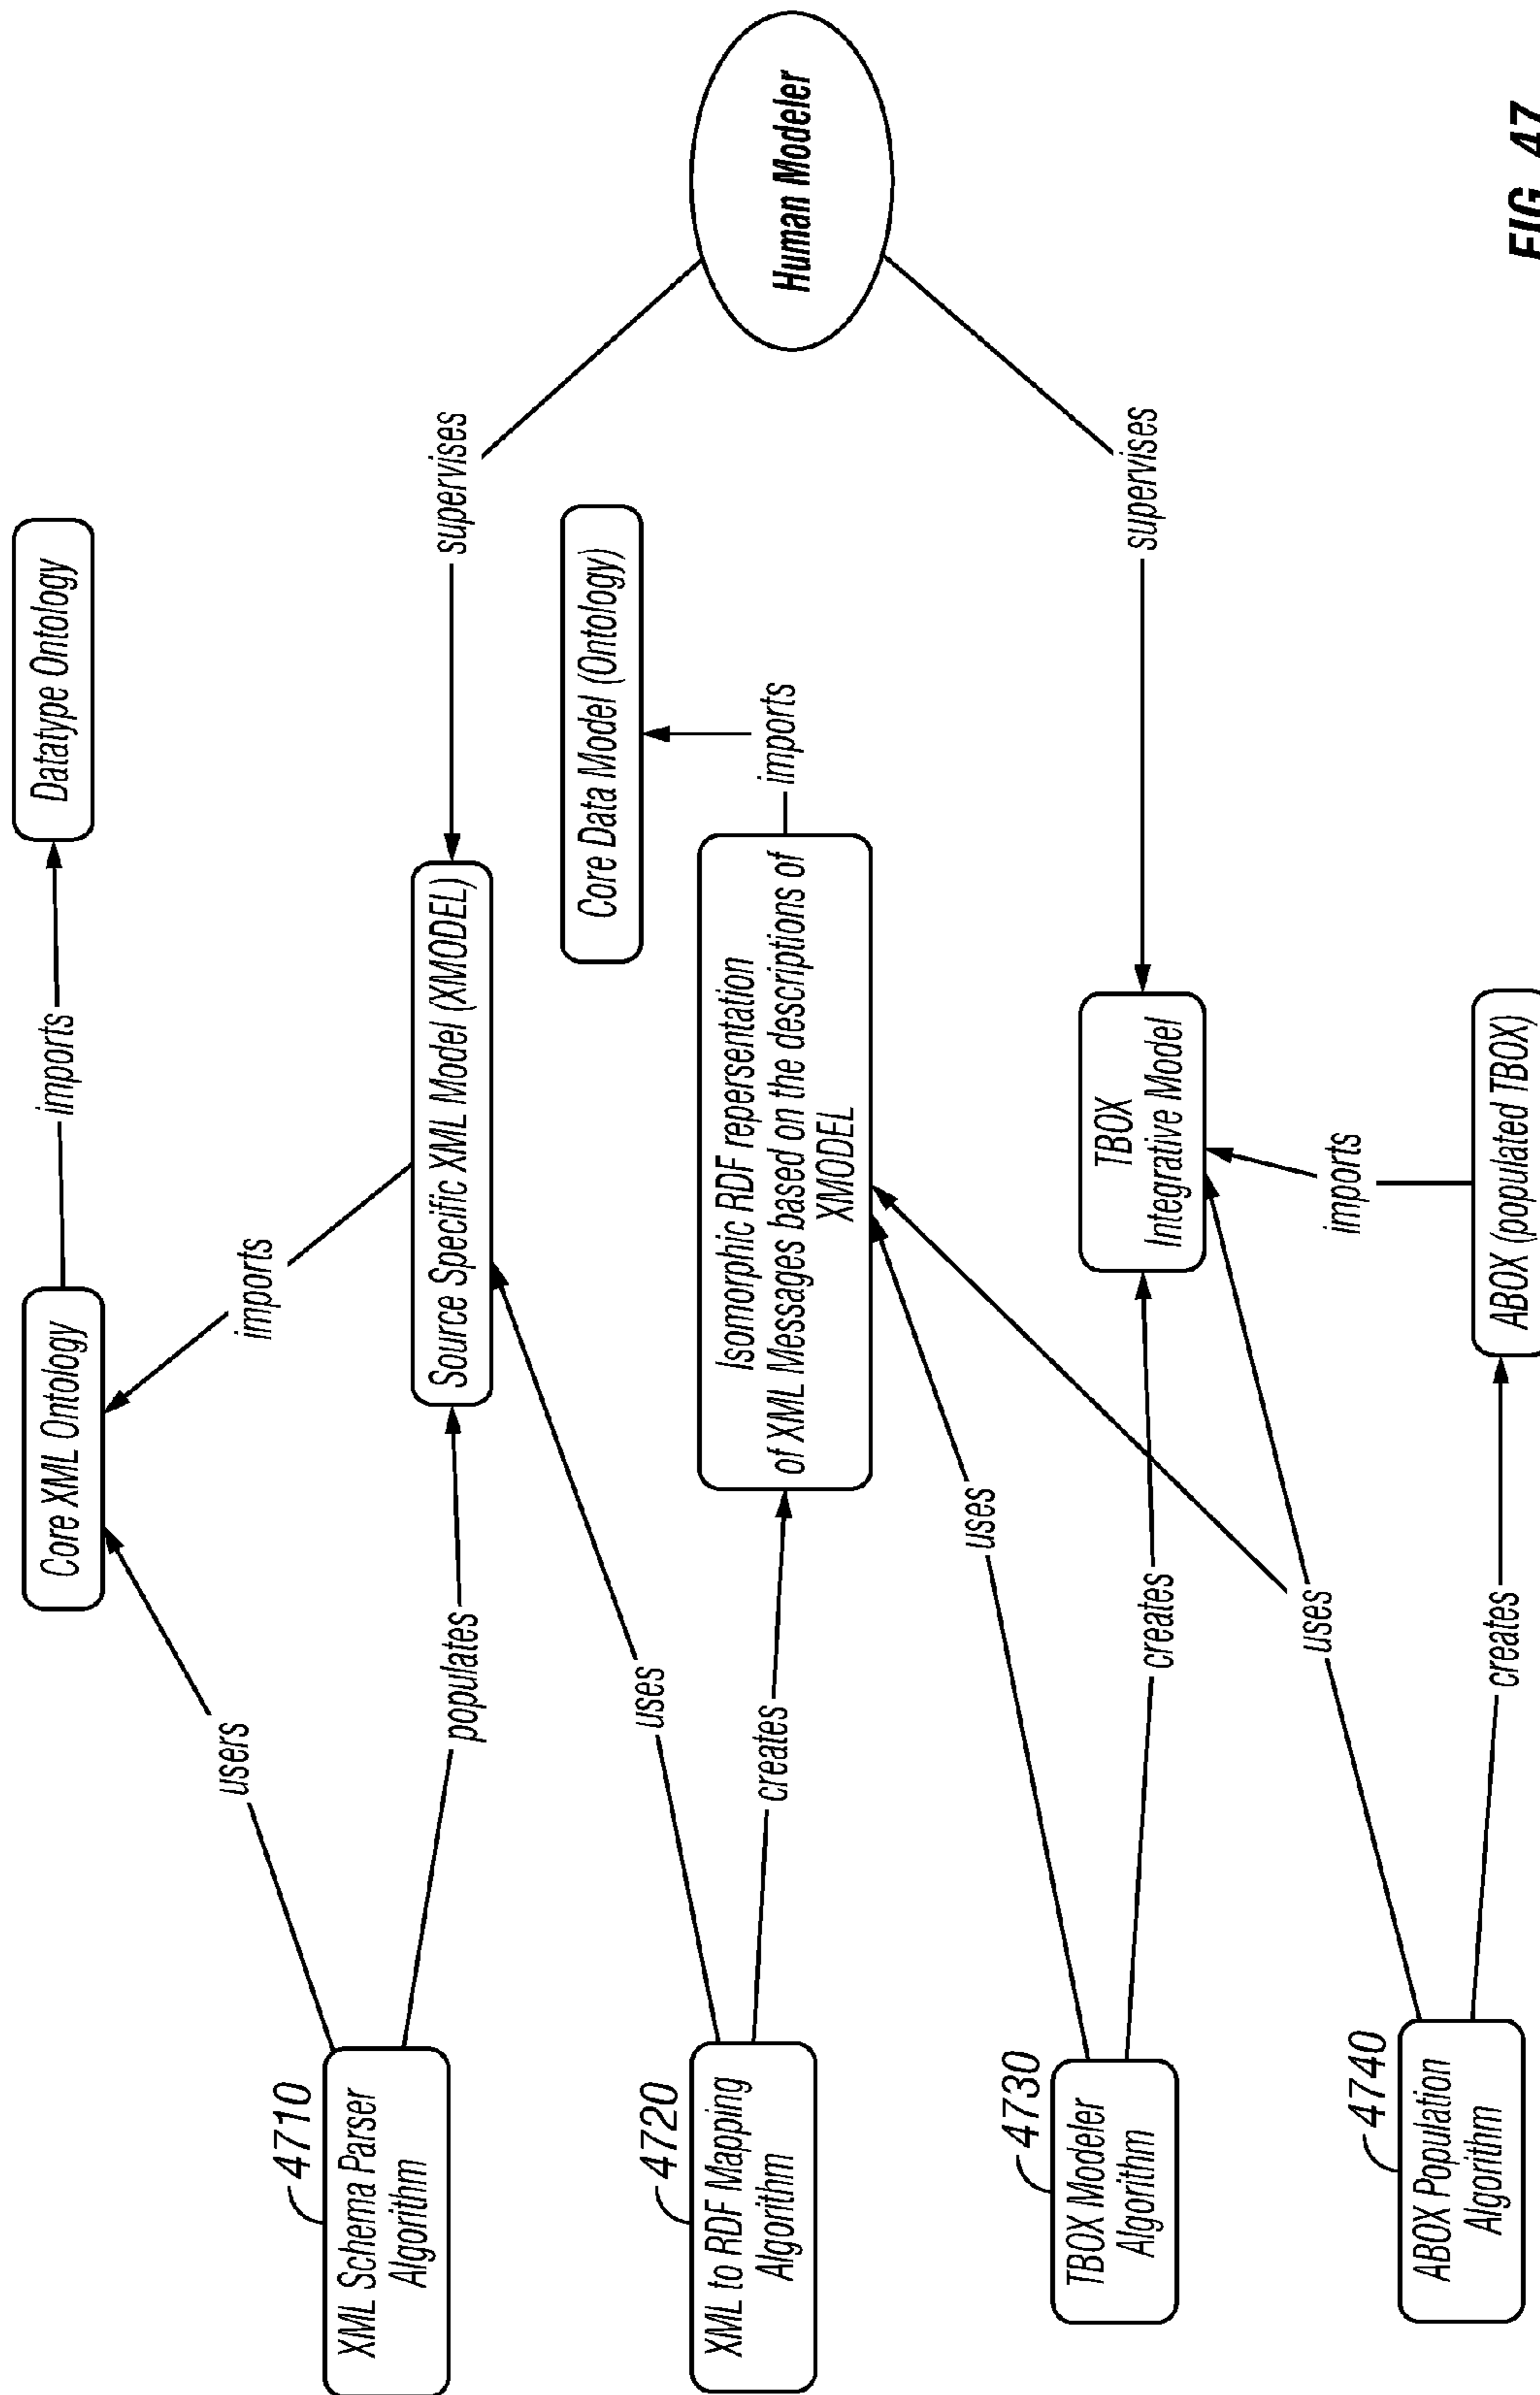 Datatype Ontology
imports
Core XML Ontology
users
4710
XML Schema Parser
Algorithm
imports
populates
Source Specific XML Model (XMODEL)
supervises
Human Modeler
Core Data Model (Ontology)
imports
uses
4720
XML to RDF Mapping
Algorithm
creates
Isomorphic RDF repersentation
of XML Messages based on the descriptions of
XMODEL
uses
4730
TBOX Modeler
Algorithm
creates
TBOX
Integrative Model
supervises
imports
uses
4740
ABOX Population
Algorithm
creates
ABOX (populated TBOX)
FIG. 47